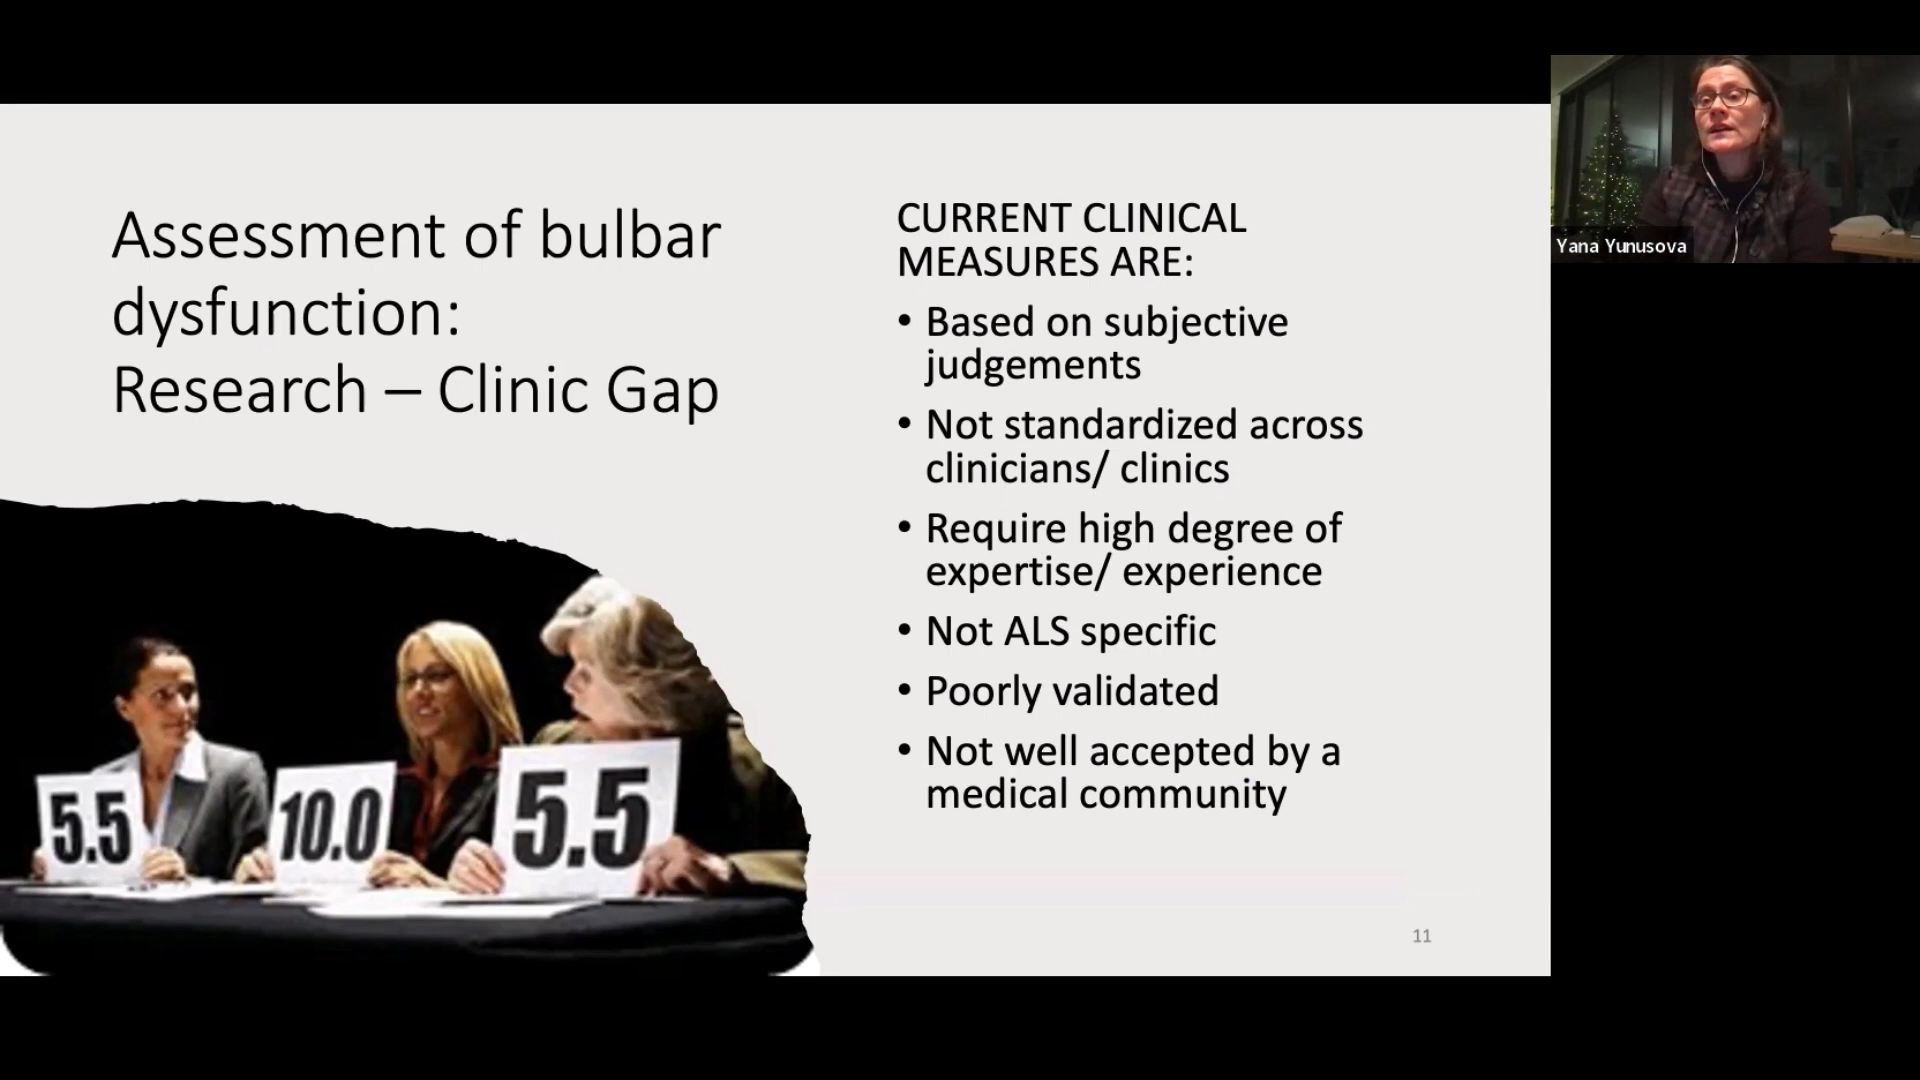 Assessment of bulbar
dysfunction:
Research – Clinic Gap
CURRENT CLINICAL
MEASURES ARE:
• Based on subjective
judgements
• Not standardized across
clinicians/ clinics
• Require high degree of
expertise/ experience
• Not ALS specific
• Poorly validated
• Not well accepted by a
medical community
5.5
10.0
5.5
11
Yana Yunusova